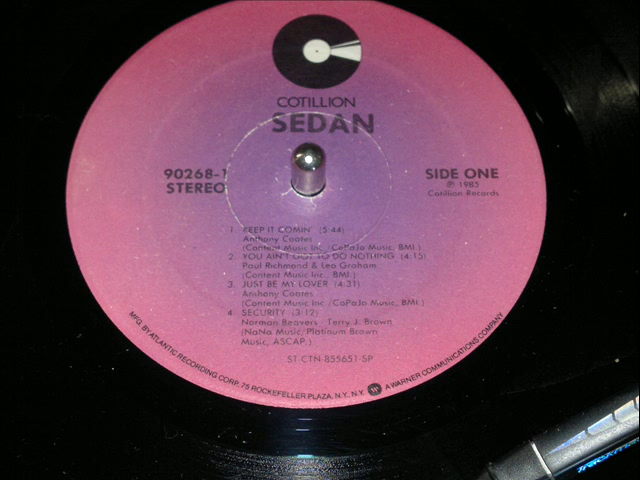 COTILLION
SEDAN
90268-1
STEREO
SIDE ONE
℗ 1985
Cotillion Records
1. KEEP IT COMIN' (5:44)
Anthony Coates
(Content Music Inc./CoPaJo Music, BMI.)
2. YOU AIN'T GOT TO DO NOTHING (4:15)
Paul Richmond & Leo Graham
(Content Music Inc., BMI.)
3. JUST BE MY LOVER (4:31)
Anthony Coates
(Content Music Inc./CoPaJo Music, BMI.)
4. SECURITY (3:12)
Norman Beavers - Terry J. Brown
(NaNa Music, Platinum Brown
Music, ASCAP.)
ST-CTN-855651-SP
MFG. BY ATLANTIC RECORDING CORP. 75 ROCKEFELLER PLAZA, N.Y. N.Y. A WARNER COMMUNICATIONS COMPANY